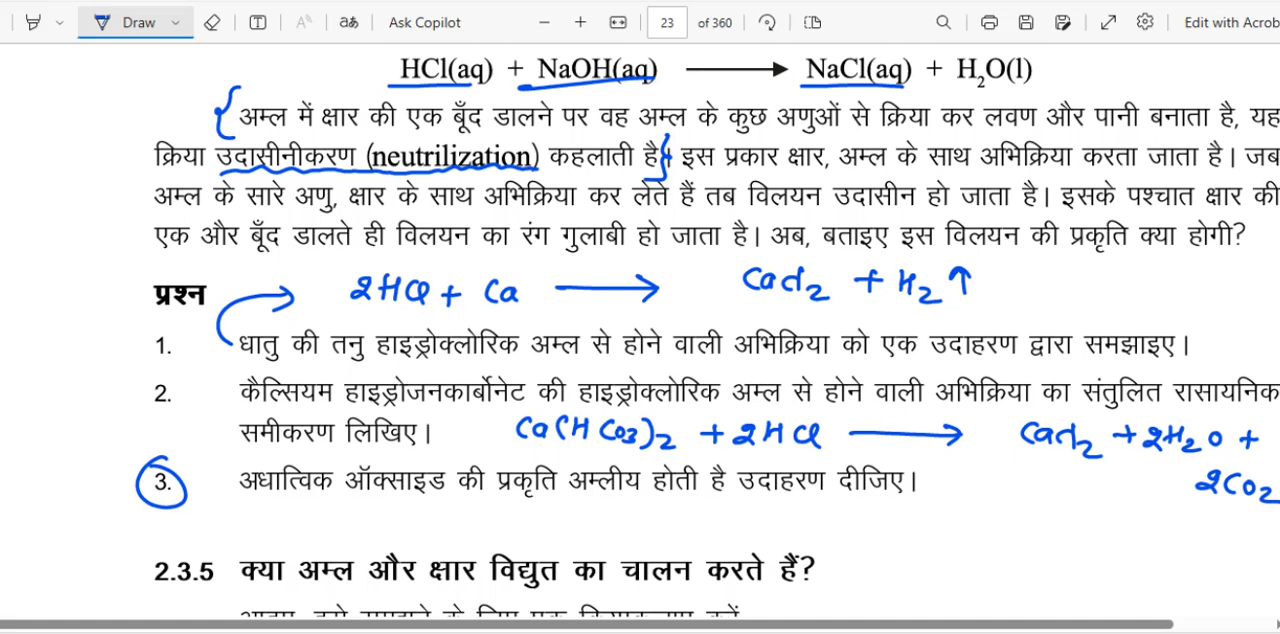 Draw aあ Ask Copilot 23 of 360 Edit with Acrob
HCl(aq) + NaOH(aq) ⟶ NaCl(aq) + H₂O(l)
अम्ल में क्षार की एक बूँद डालने पर वह अम्ल के कुछ अणुओं से क्रिया कर लवण और पानी बनाता है, यह
क्रिया उदासीनीकरण (neutrilization) कहलाती है। इस प्रकार क्षार, अम्ल के साथ अभिक्रिया करता जाता है। जब
अम्ल के सारे अणु, क्षार के साथ अभिक्रिया कर लेते हैं तब विलयन उदासीन हो जाता है। इसके पश्चात क्षार की
एक और बूँद डालते ही विलयन का रंग गुलाबी हो जाता है। अब, बताइए इस विलयन की प्रकृति क्या होगी?
प्रश्न 2HCl + Ca ⟶ CaCl₂ + H₂↑
1. धातु की तनु हाइड्रोक्लोरिक अम्ल से होने वाली अभिक्रिया को एक उदाहरण द्वारा समझाइए।
2. कैल्सियम हाइड्रोजनकार्बोनेट की हाइड्रोक्लोरिक अम्ल से होने वाली अभिक्रिया का संतुलित रासायनिक
समीकरण लिखिए। Ca(HCO₃)₂ + 2HCl ⟶ CaCl₂ + 2H₂O +
3. अधात्विक ऑक्साइड की प्रकृति अम्लीय होती है उदाहरण दीजिए।
2CO₂
2.3.5 क्या अम्ल और क्षार विद्युत का चालन करते हैं?